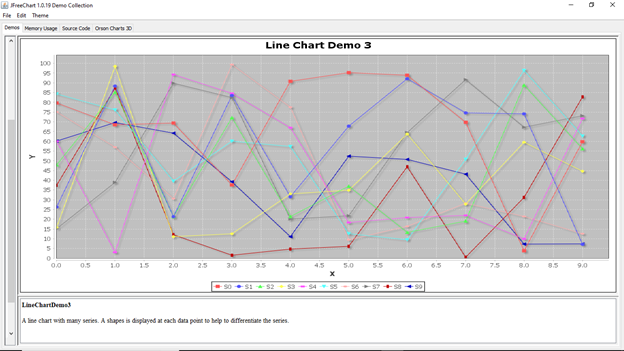 JFreeChart 1.0.19 Demo Collection
File Edit Theme
Demos Memory Usage Source Code Orson Charts 3D
Line Chart Demo 3
100
95
90
85
80
75
70
65
60
55
50
45
40
35
30
25
20
15
10
5
0
Y
0.0 0.5 1.0 1.5 2.0 2.5 3.0 3.5 4.0 4.5 5.0 5.5 6.0 6.5 7.0 7.5 8.0 8.5 9.0
X
S0 S1 S2 S3 S4 S5 S6 S7 S8 S9
LineChartDemo3
A line chart with many series. A shapes is displayed at each data point to help to differentiate the series.